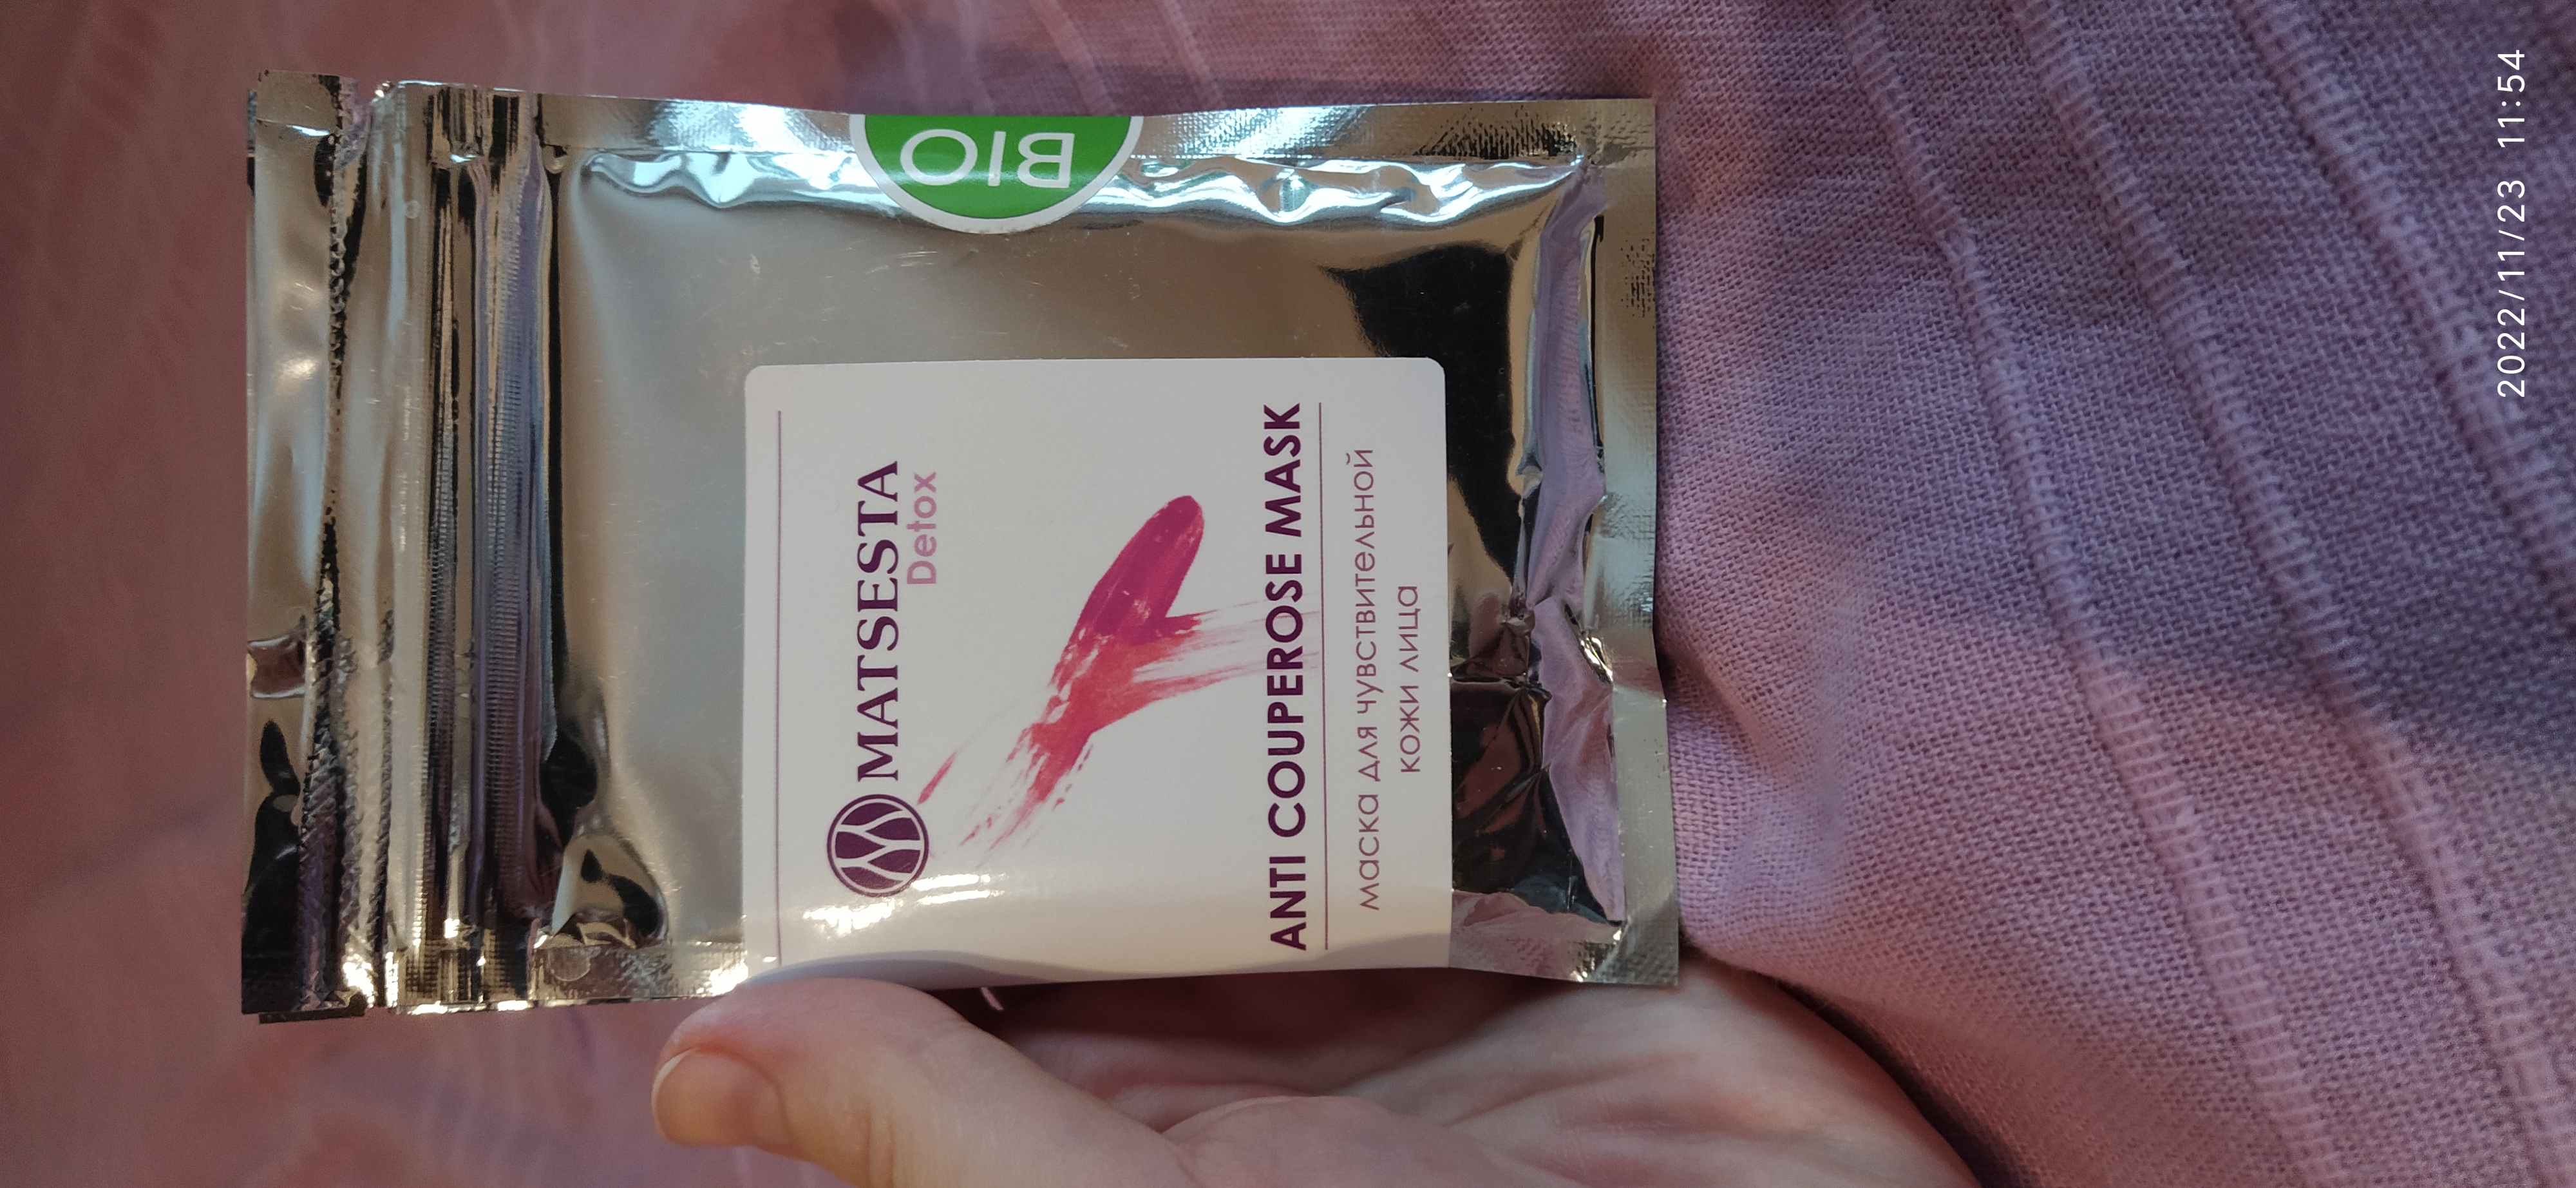 BIO
MATSESTA
Detox
ANTI COUPEROSE MASK
маска для чувствительной
кожи лица
2022/11/23 11:54